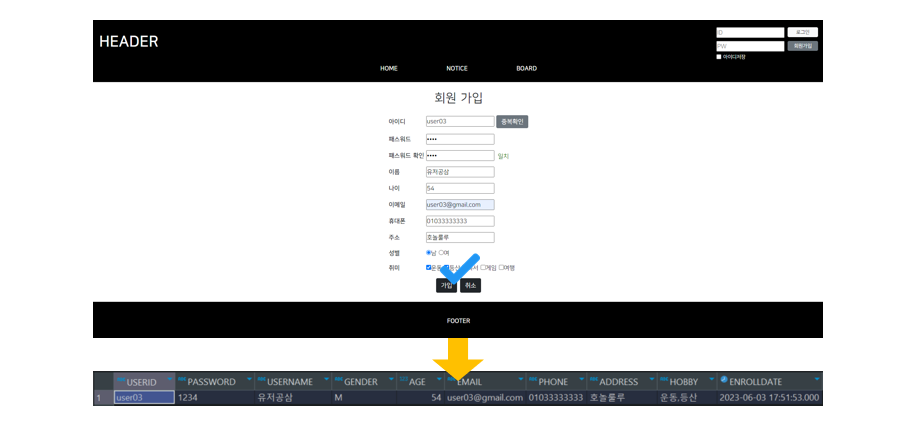 HEADER
ID 로그인
PW 회원가입
아이디저장
HOME NOTICE BOARD
회원 가입
아이디 user03 중복확인
패스워드 ••••
패스워드 확인 •••• 일치
이름 유저공삼
나이 54
이메일 user03@gmail.com
휴대폰 01033333333
주소 호놀룰루
성별 남 여
취미 운동 등산 게임 여행
가입 취소
FOOTER
USERID PASSWORD USERNAME GENDER AGE EMAIL PHONE ADDRESS HOBBY ENROLLDATE
1 user03 1234 유저공삼 M 54 user03@gmail.com 01033333333 호놀룰루 운동,등산 2023-06-03 17:51:53.000